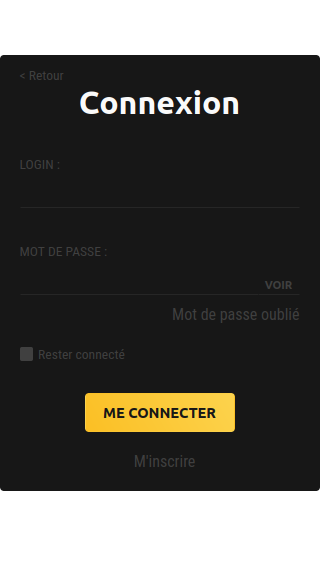 < Retour
Connexion
LOGIN :
MOT DE PASSE :
VOIR
Mot de passe oublié
Rester connecté
ME CONNECTER
M'inscrire